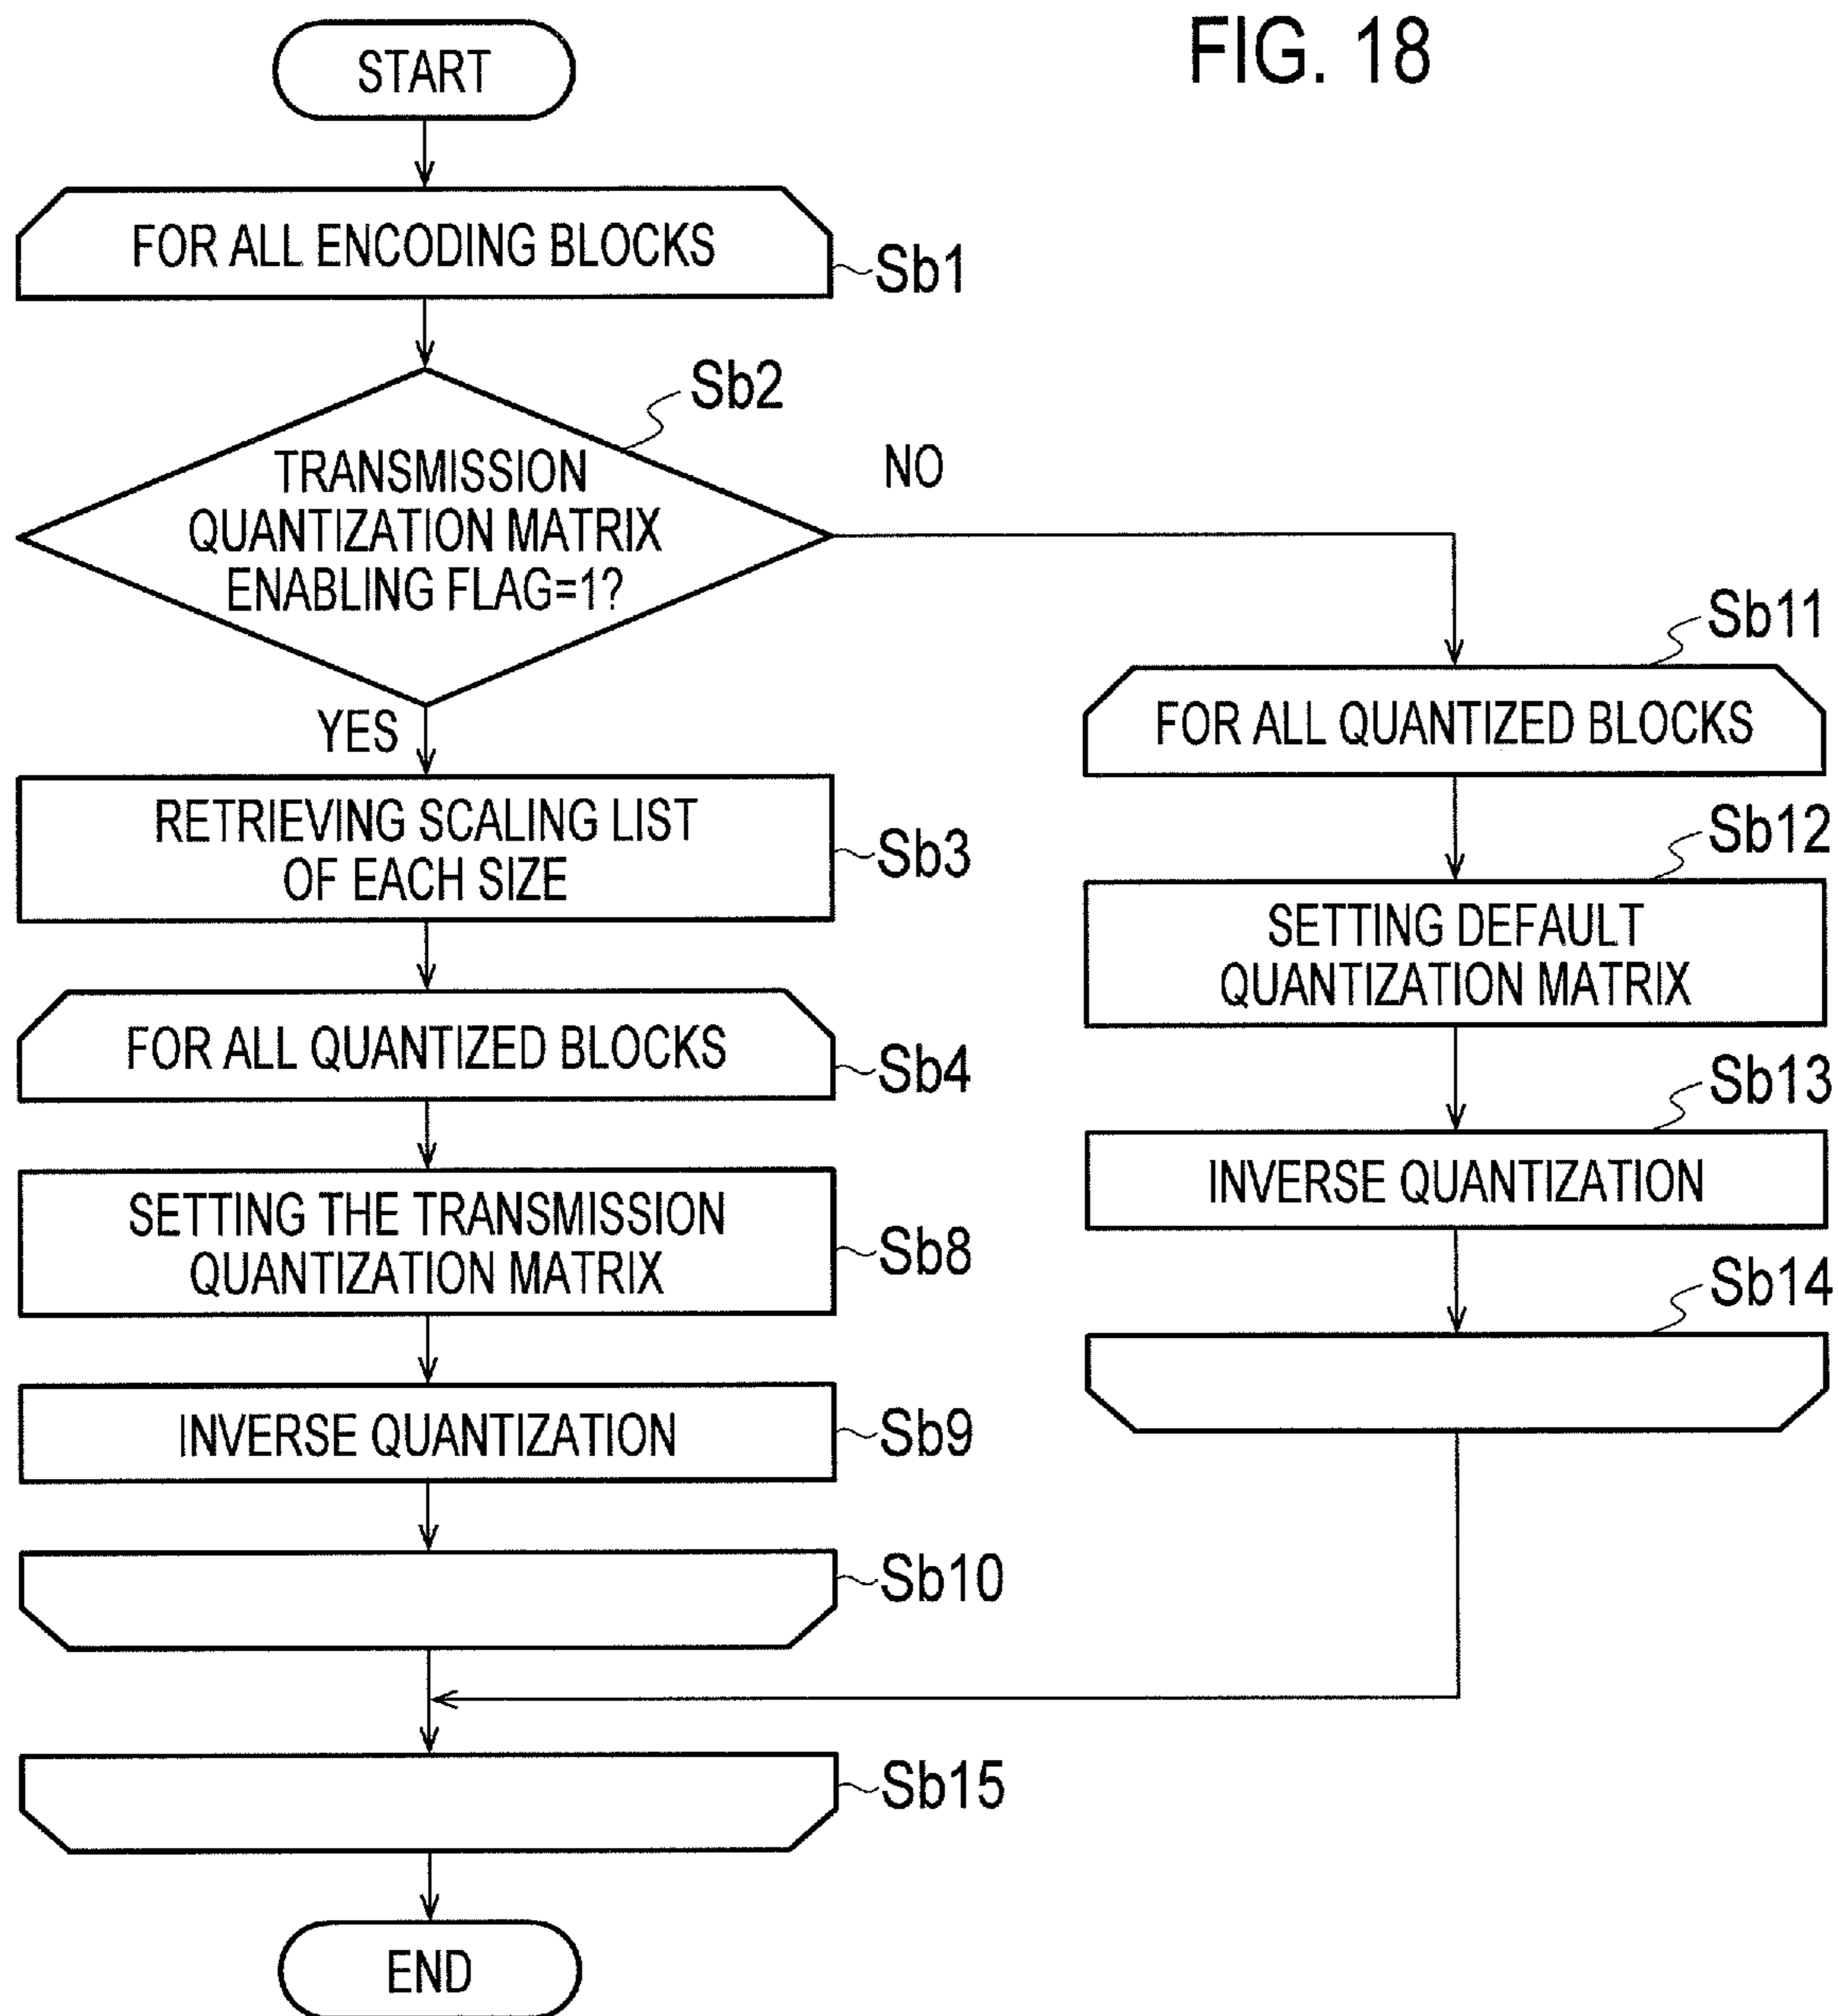 FIG. 18
START
FOR ALL ENCODING BLOCKS
Sb1
Sb2
TRANSMISSION
QUANTIZATION MATRIX
ENABLING FLAG=1?
NO
YES
RETRIEVING SCALING LIST
OF EACH SIZE
Sb3
FOR ALL QUANTIZED BLOCKS
Sb4
SETTING THE TRANSMISSION
QUANTIZATION MATRIX
Sb8
INVERSE QUANTIZATION
Sb9
Sb10
Sb11
FOR ALL QUANTIZED BLOCKS
Sb12
SETTING DEFAULT
QUANTIZATION MATRIX
Sb13
INVERSE QUANTIZATION
Sb14
Sb15
END